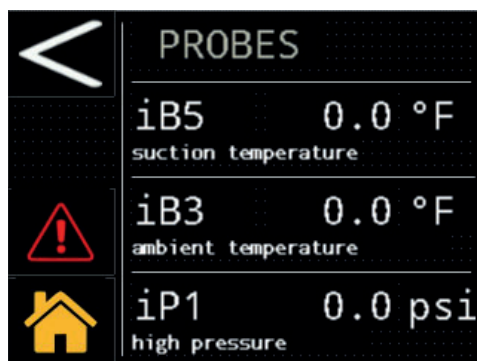 PROBES
iB5 0.0 °F
suction temperature
iB3 0.0 °F
ambient temperature
iP1 0.0 psi
high pressure